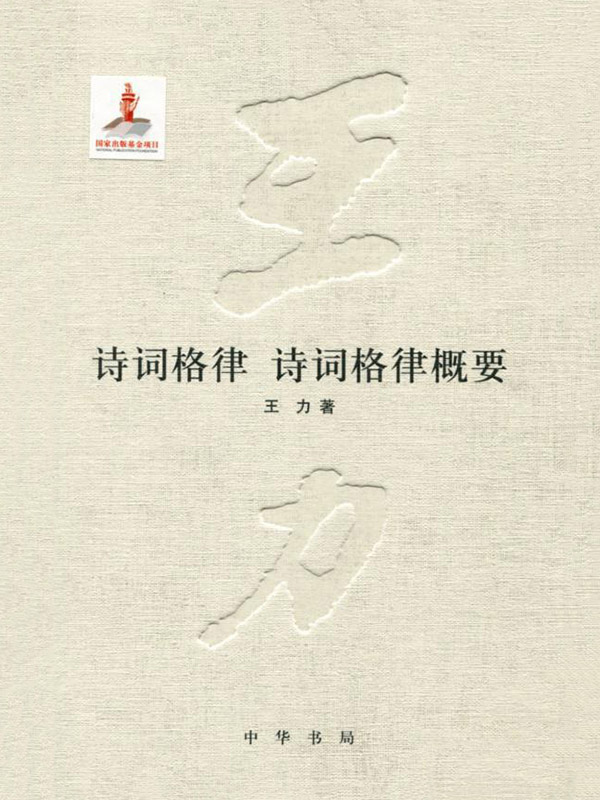 王
国家出版基金项目
NATIONAL PUBLICATION FOUNDATION
诗词格律 诗词格律概要
王 力 著
力
中华书局